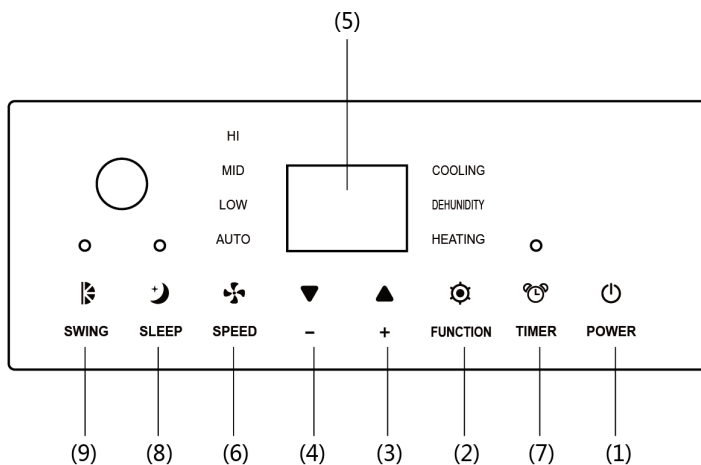 (5)
HI
MID
COOLING
LOW
DEHUNIDITY
AUTO
HEATING
SWING SLEEP SPEED − + FUNCTION TIMER POWER
(9) (8) (6) (4) (3) (2) (7) (1)